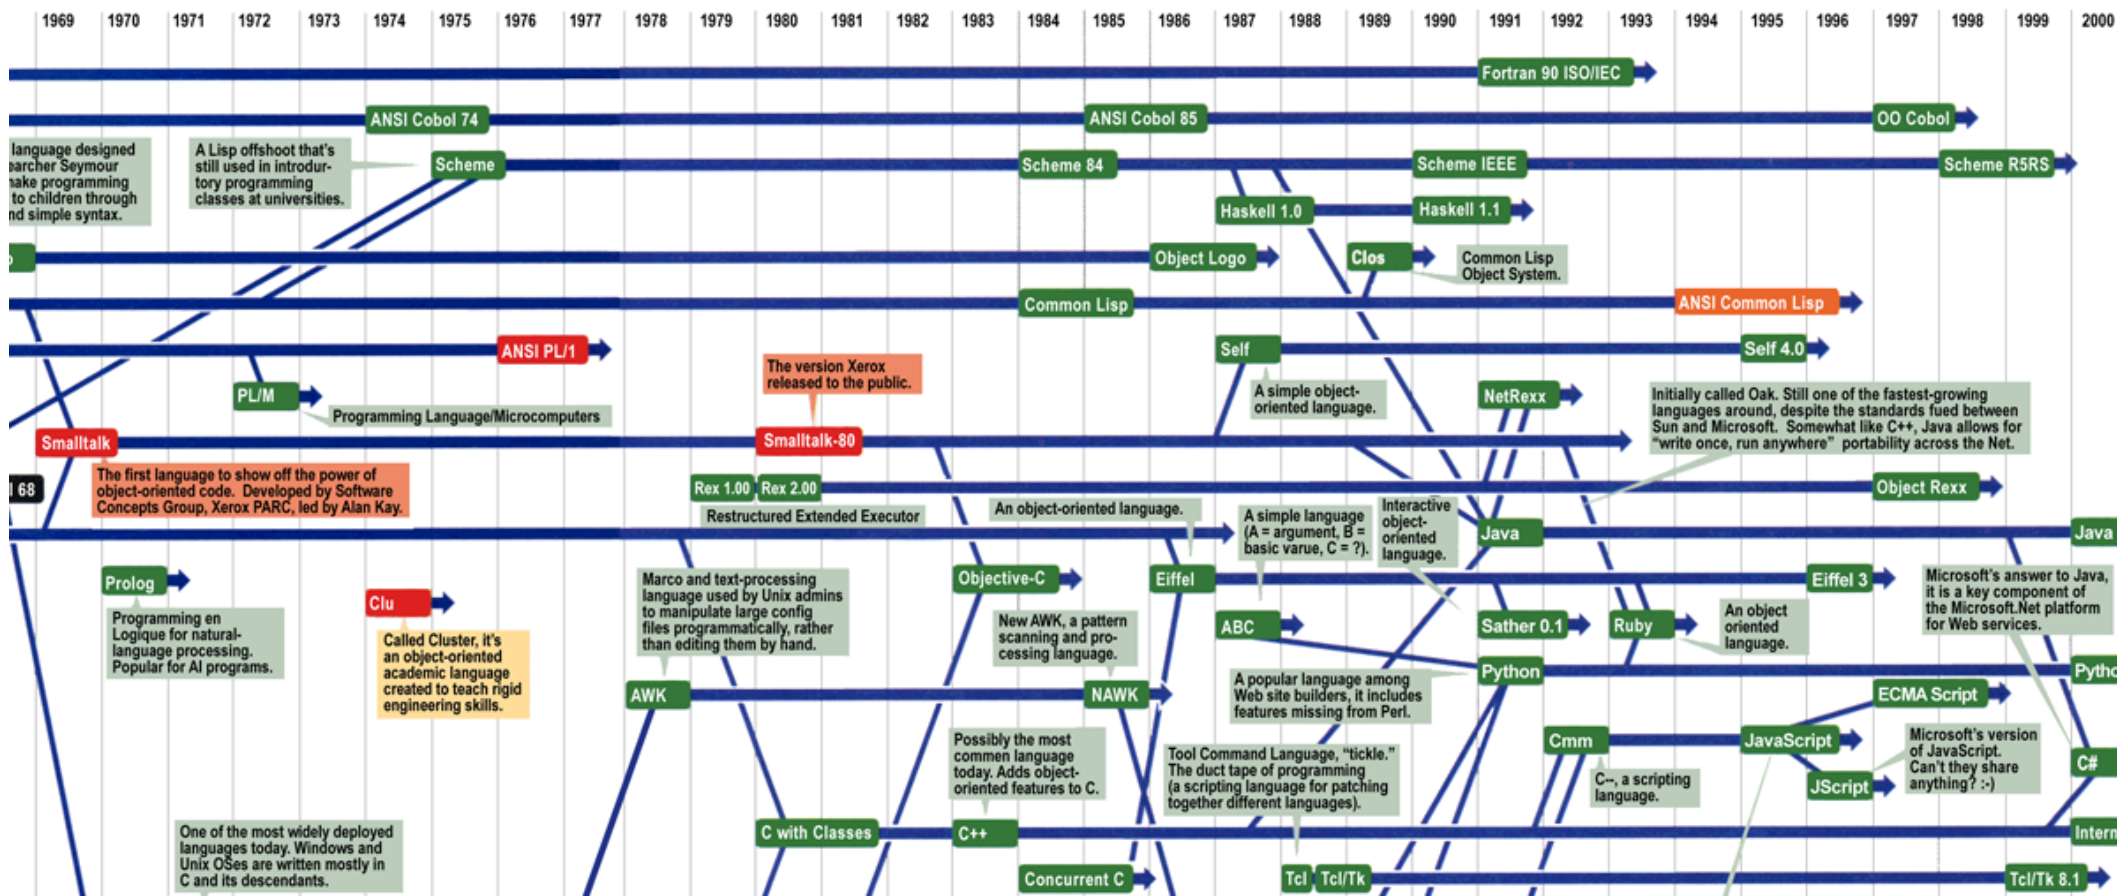 1969 1970 1971 1972 1973 1974 1975 1976 1977 1978 1979 1980 1981 1982 1983 1984 1985 1986 1987 1988 1989 1990 1991 1992 1993 1994 1995 1996 1997 1998 1999 2000
Fortran 90 ISO/IEC
ANSI Cobol 74
ANSI Cobol 85
OO Cobol
language designed
earcher Seymour
make programming
to children through
nd simple syntax.
A Lisp offshoot that's
still used in introdur-
tory programming
classes at universities.
Scheme
Scheme 84
Scheme IEEE
Scheme R5RS
Haskell 1.0
Haskell 1.1
Object Logo
Clos
Common Lisp
Object System.
Common Lisp
ANSI Common Lisp
ANSI PL/1
Self
Self 4.0
The version Xerox
released to the public.
PL/M
Programming Language/Microcomputers
A simple object-
oriented language.
NetRexx
Initially called Oak. Still one of the fastest-growing
languages around, despite the standards fued between
Sun and Microsoft. Somewhat like C++, Java allows for
“write once, run anywhere” portability across the Net.
Smalltalk
Smalltalk-80
The first language to show off the power of
object-oriented code. Developed by Software
Concepts Group, Xerox PARC, led by Alan Kay.
l 68
Rex 1.00
Rex 2.00
Restructured Extended Executor
Object Rexx
An object-oriented language.
A simple language
(A = argument, B =
basic varue, C = ?).
Interactive
object-
oriented
language.
Java
Java
Prolog
Programming en
Logique for natural-
language processing.
Popular for AI programs.
Clu
Called Cluster, it's
an object-oriented
academic language
created to teach rigid
engineering skills.
Marco and text-processing
language used by Unix admins
to manipulate large config
files programmatically, rather
than editing them by hand.
Objective-C
Eiffel
Eiffel 3
Microsoft's answer to Java,
it is a key component of
the Microsoft.Net platform
for Web services.
New AWK, a pattern
scanning and pro-
cessing language.
ABC
Sather 0.1
Ruby
An object
oriented
language.
A popular language among
Web site builders, it includes
features missing from Perl.
Python
Pytho
AWK
NAWK
ECMA Script
Possibly the most
commen language
today. Adds object-
oriented features to C.
Tool Command Language, “tickle.”
The duct tape of programming
(a scripting language for patching
together different languages).
Cmm
C--, a scripting
language.
JavaScript
Microsoft's version
of JavaScript.
Can't they share
anything? :-)
JScript
C#
One of the most widely deployed
languages today. Windows and
Unix OSes are written mostly in
C and its descendants.
C with Classes
C++
Intern
Concurrent C
Tcl
Tcl/Tk
Tcl/Tk 8.1